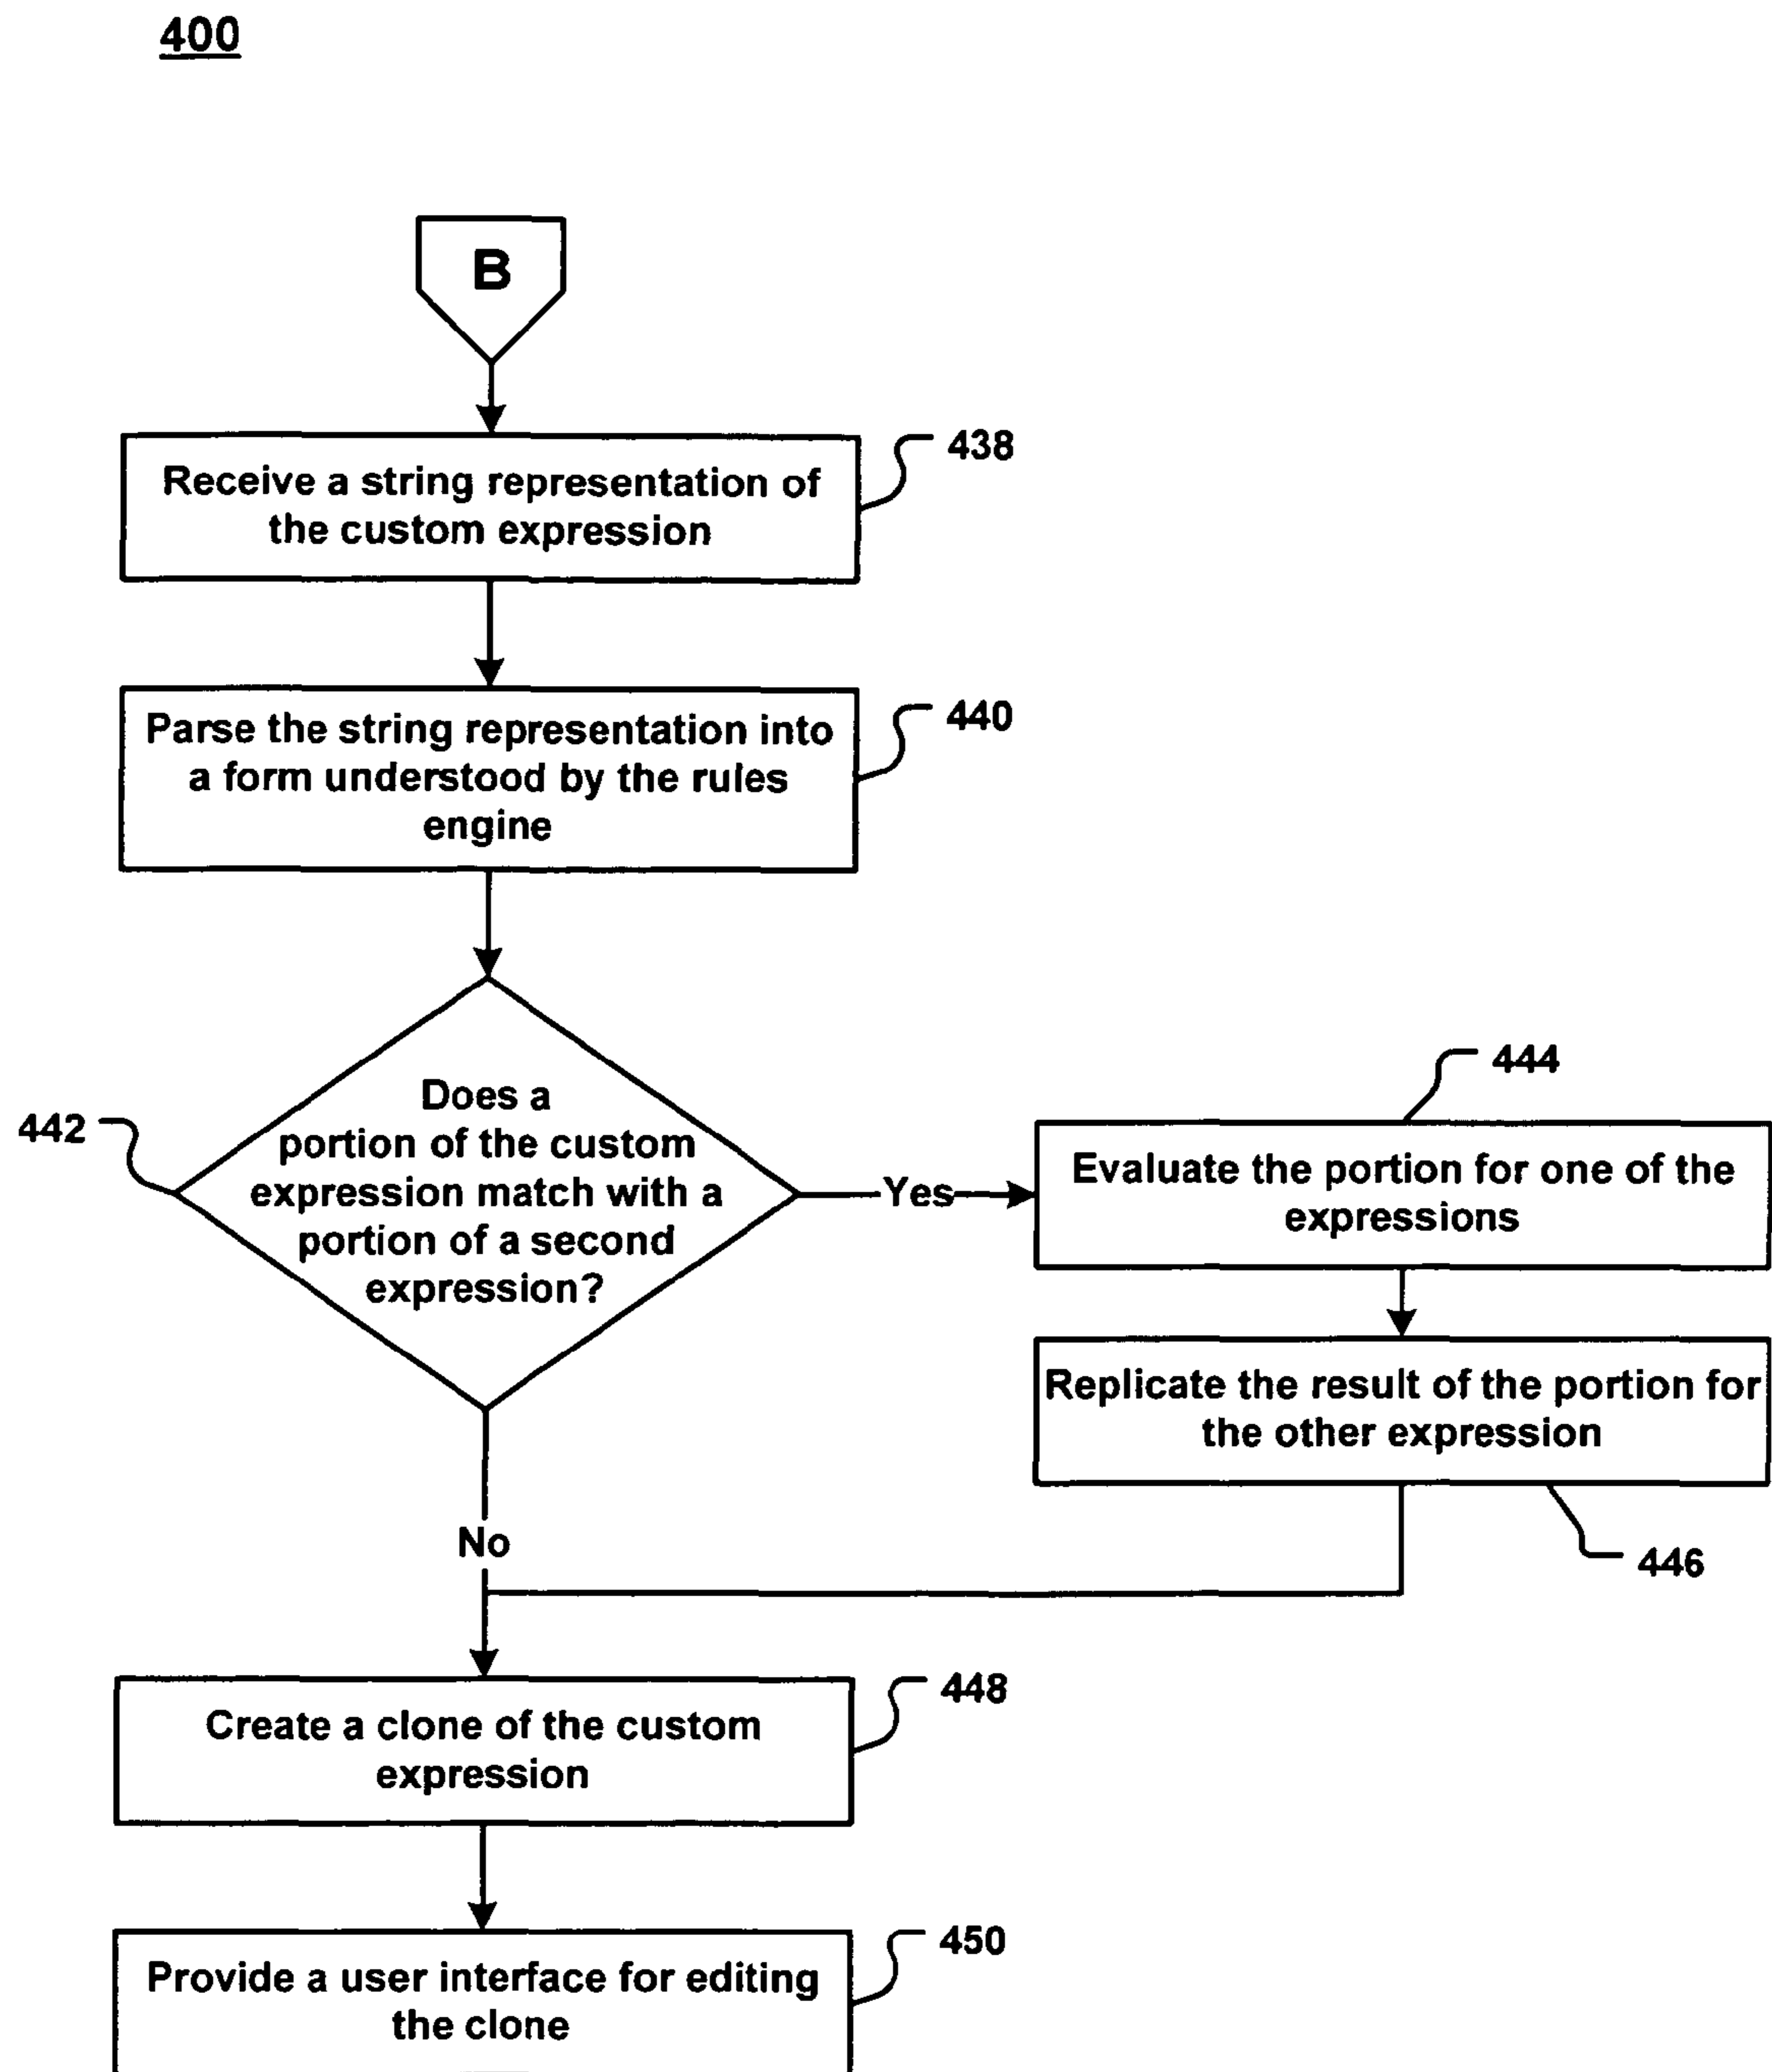 400
B
Receive a string representation of
the custom expression
438
Parse the string representation into
a form understood by the rules
engine
440
442
Does a
portion of the custom
expression match with a
portion of a second
expression?
Yes
444
Evaluate the portion for one of the
expressions
Replicate the result of the portion for
the other expression
446
No
Create a clone of the custom
expression
448
Provide a user interface for editing
the clone
450